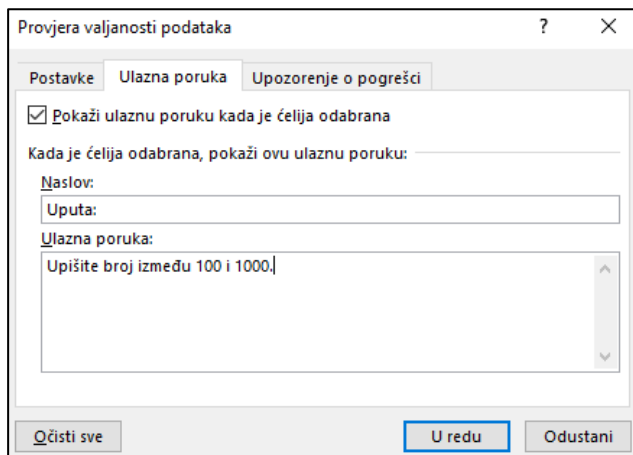 Provjera valjanosti podataka ?
Postavke Ulazna poruka Upozorenje o pogrešci
Pokaži ulaznu poruku kada je ćelija odabrana
Kada je ćelija odabrana, pokaži ovu ulaznu poruku:
Naslov:
Uputa:
Ulazna poruka:
Upišite broj između 100 i 1000.
Očisti sve U redu Odustani